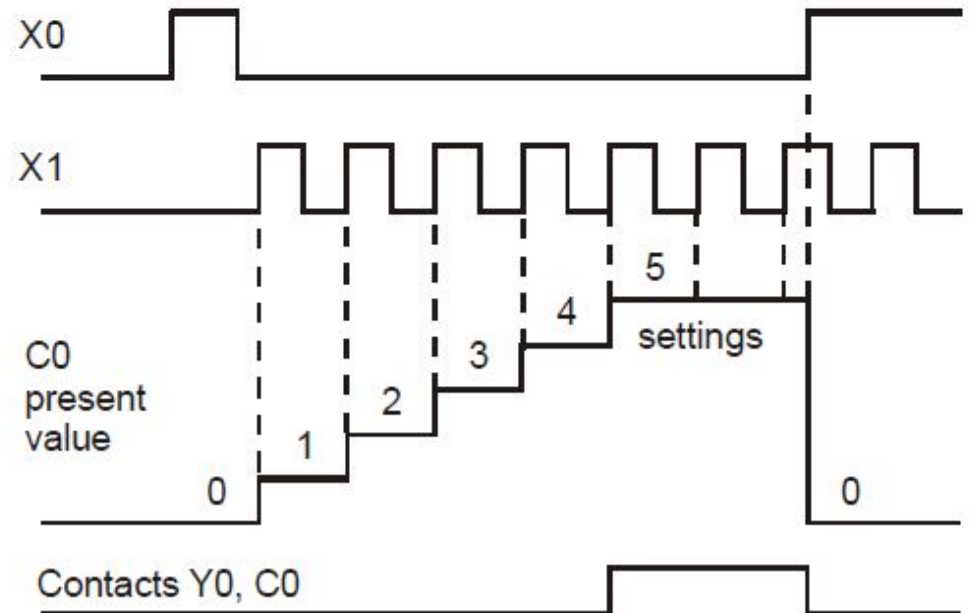 X0
X1
5
4
settings
3
C0
present
value
2
1
0
0
Contacts Y0, C0